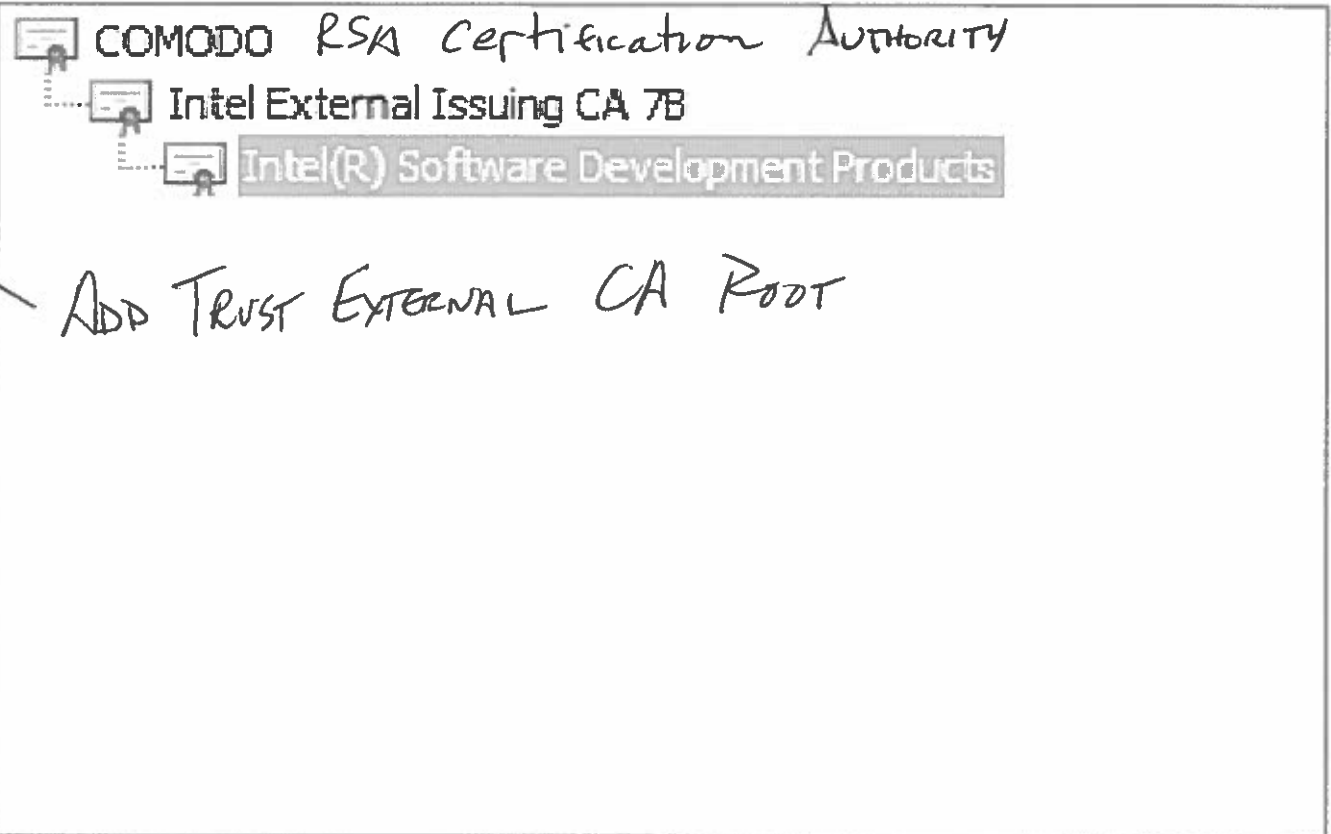 COMODO RSA Certification AUTHORITY
Intel External Issuing CA 7B
Intel(R) Software Development Products
ADD TRUST EXTERNAL CA ROOT